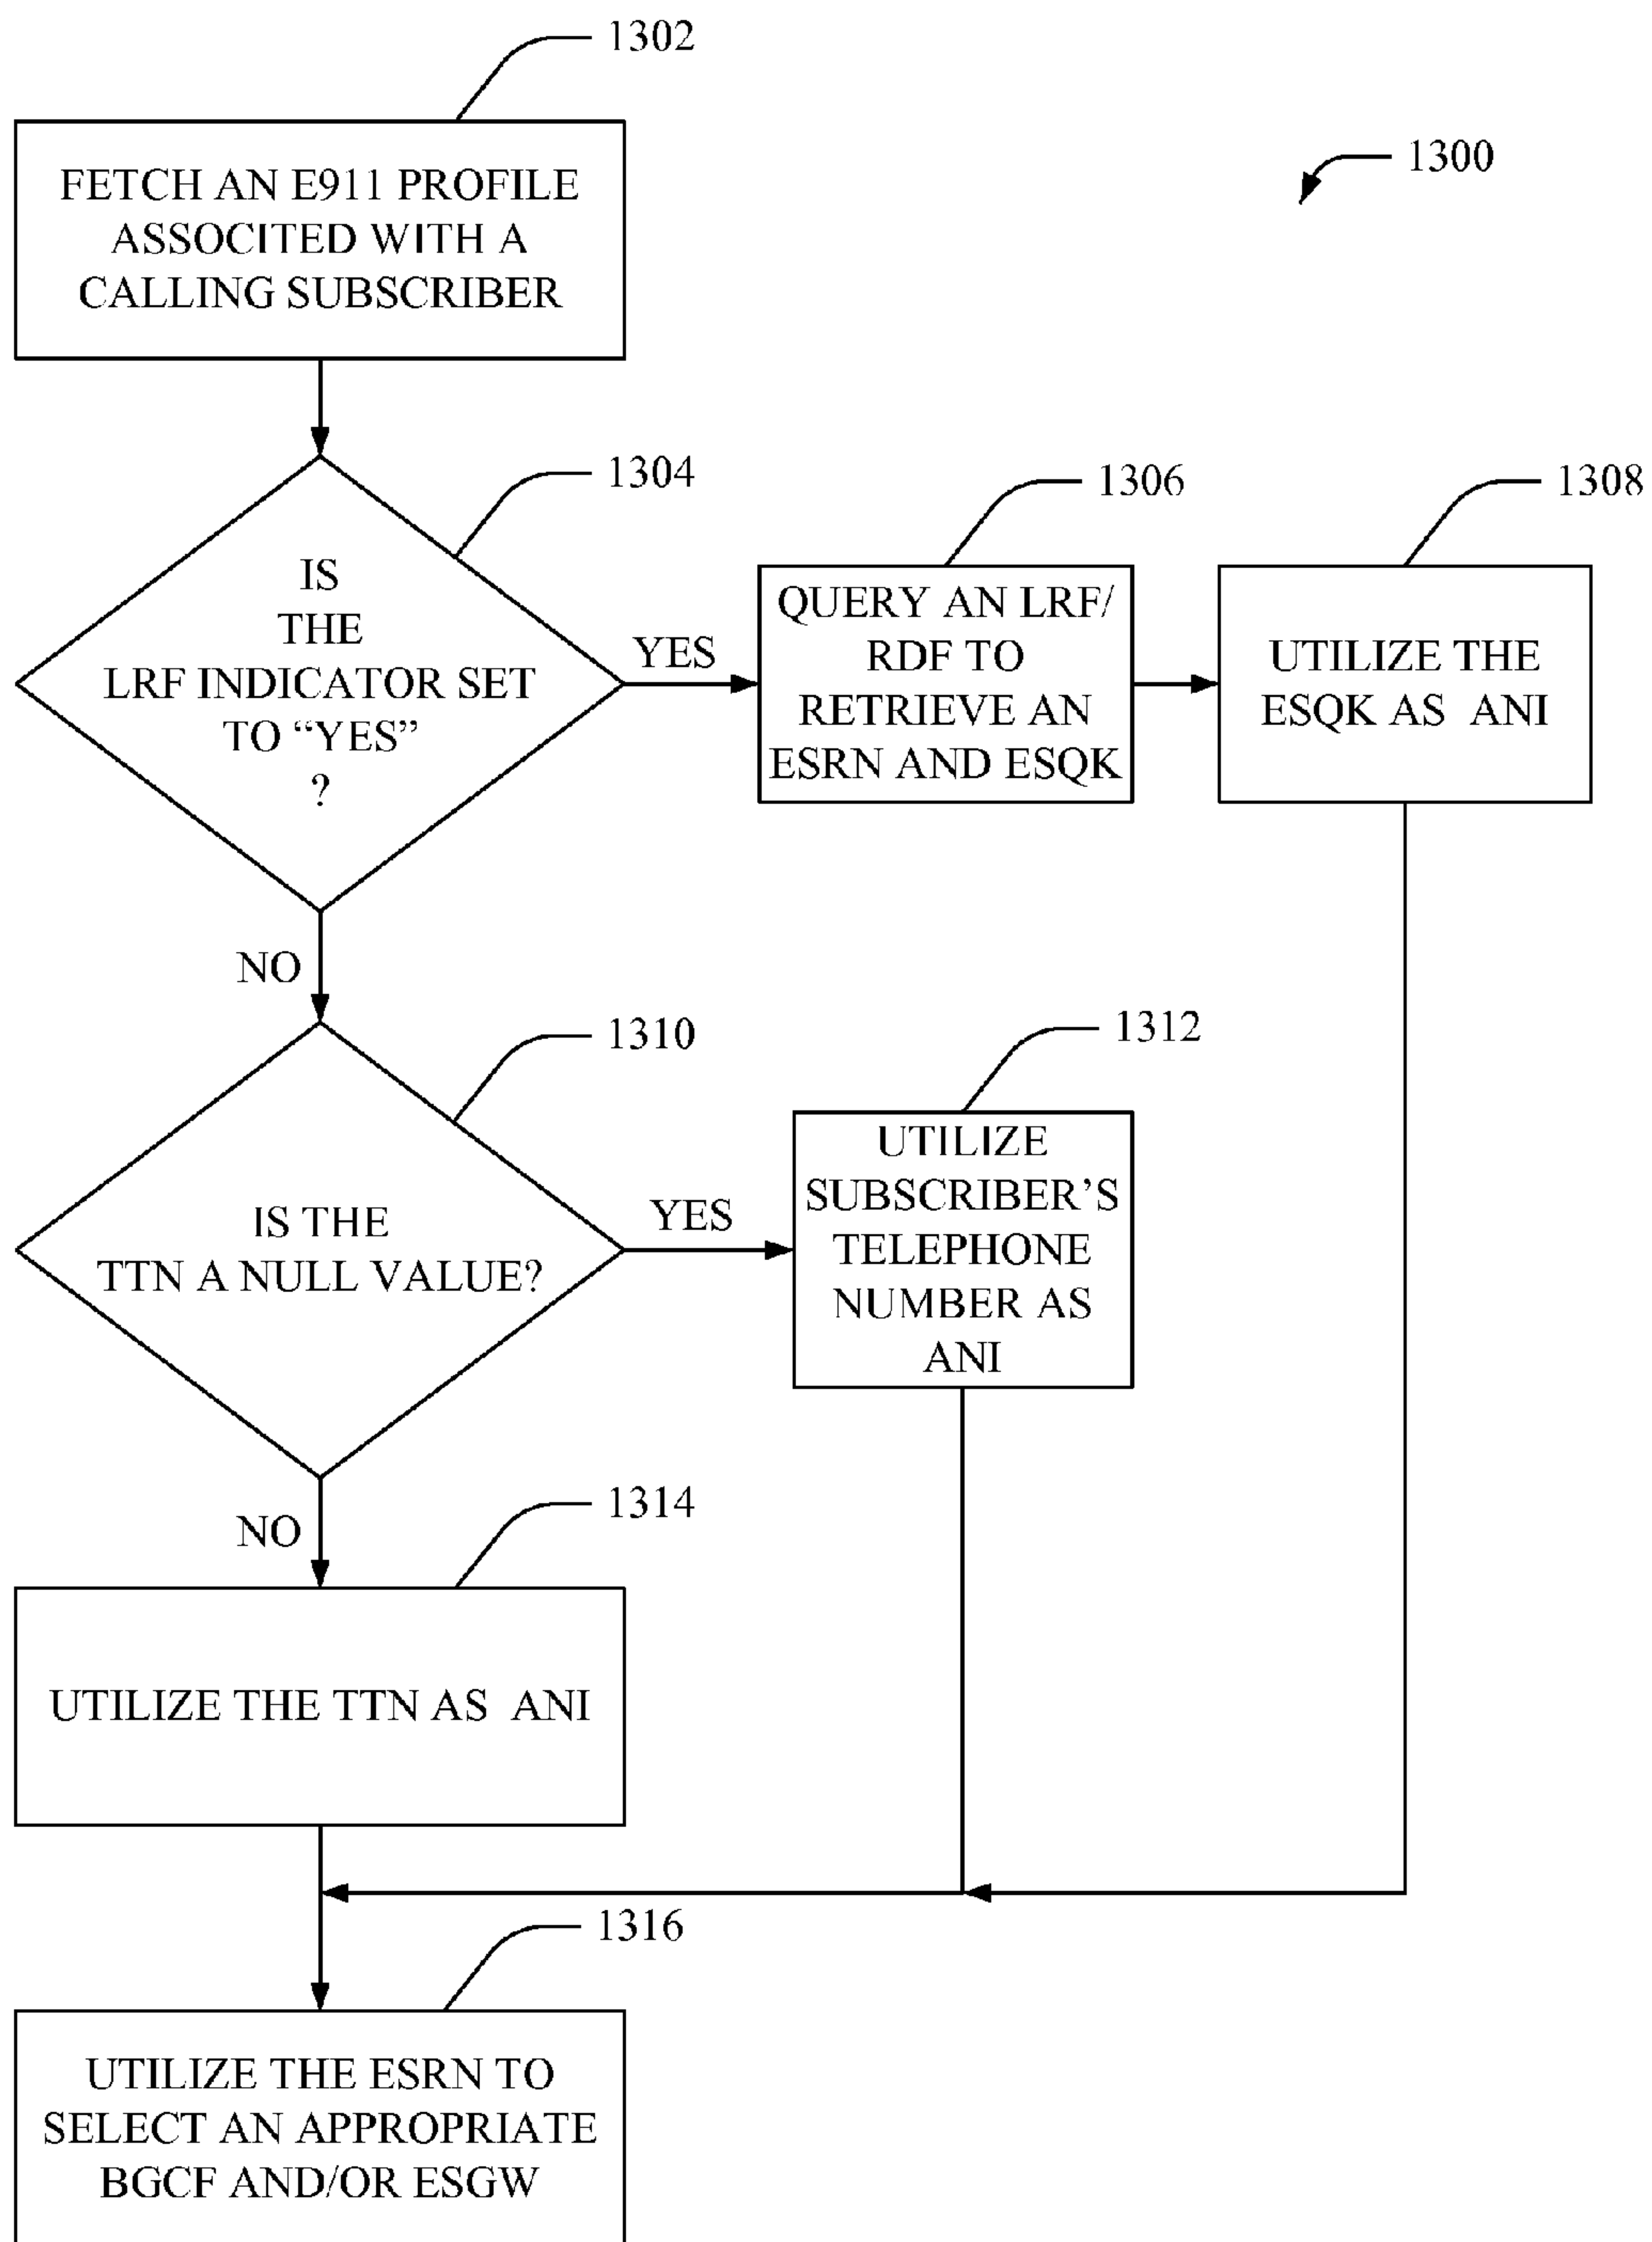 1302
1300
FETCH AN E911 PROFILE
ASSOCITED WITH A
CALLING SUBSCRIBER
1304
IS
THE
LRF INDICATOR SET
TO “YES”
?
YES
1306
QUERY AN LRF/
RDF TO
RETRIEVE AN
ESRN AND ESQK
1308
UTILIZE THE
ESQK AS ANI
NO
1310
IS THE
TTN A NULL VALUE?
YES
1312
UTILIZE
SUBSCRIBER’S
TELEPHONE
NUMBER AS
ANI
NO
1314
UTILIZE THE TTN AS ANI
1316
UTILIZE THE ESRN TO
SELECT AN APPROPRIATE
BGCF AND/OR ESGW